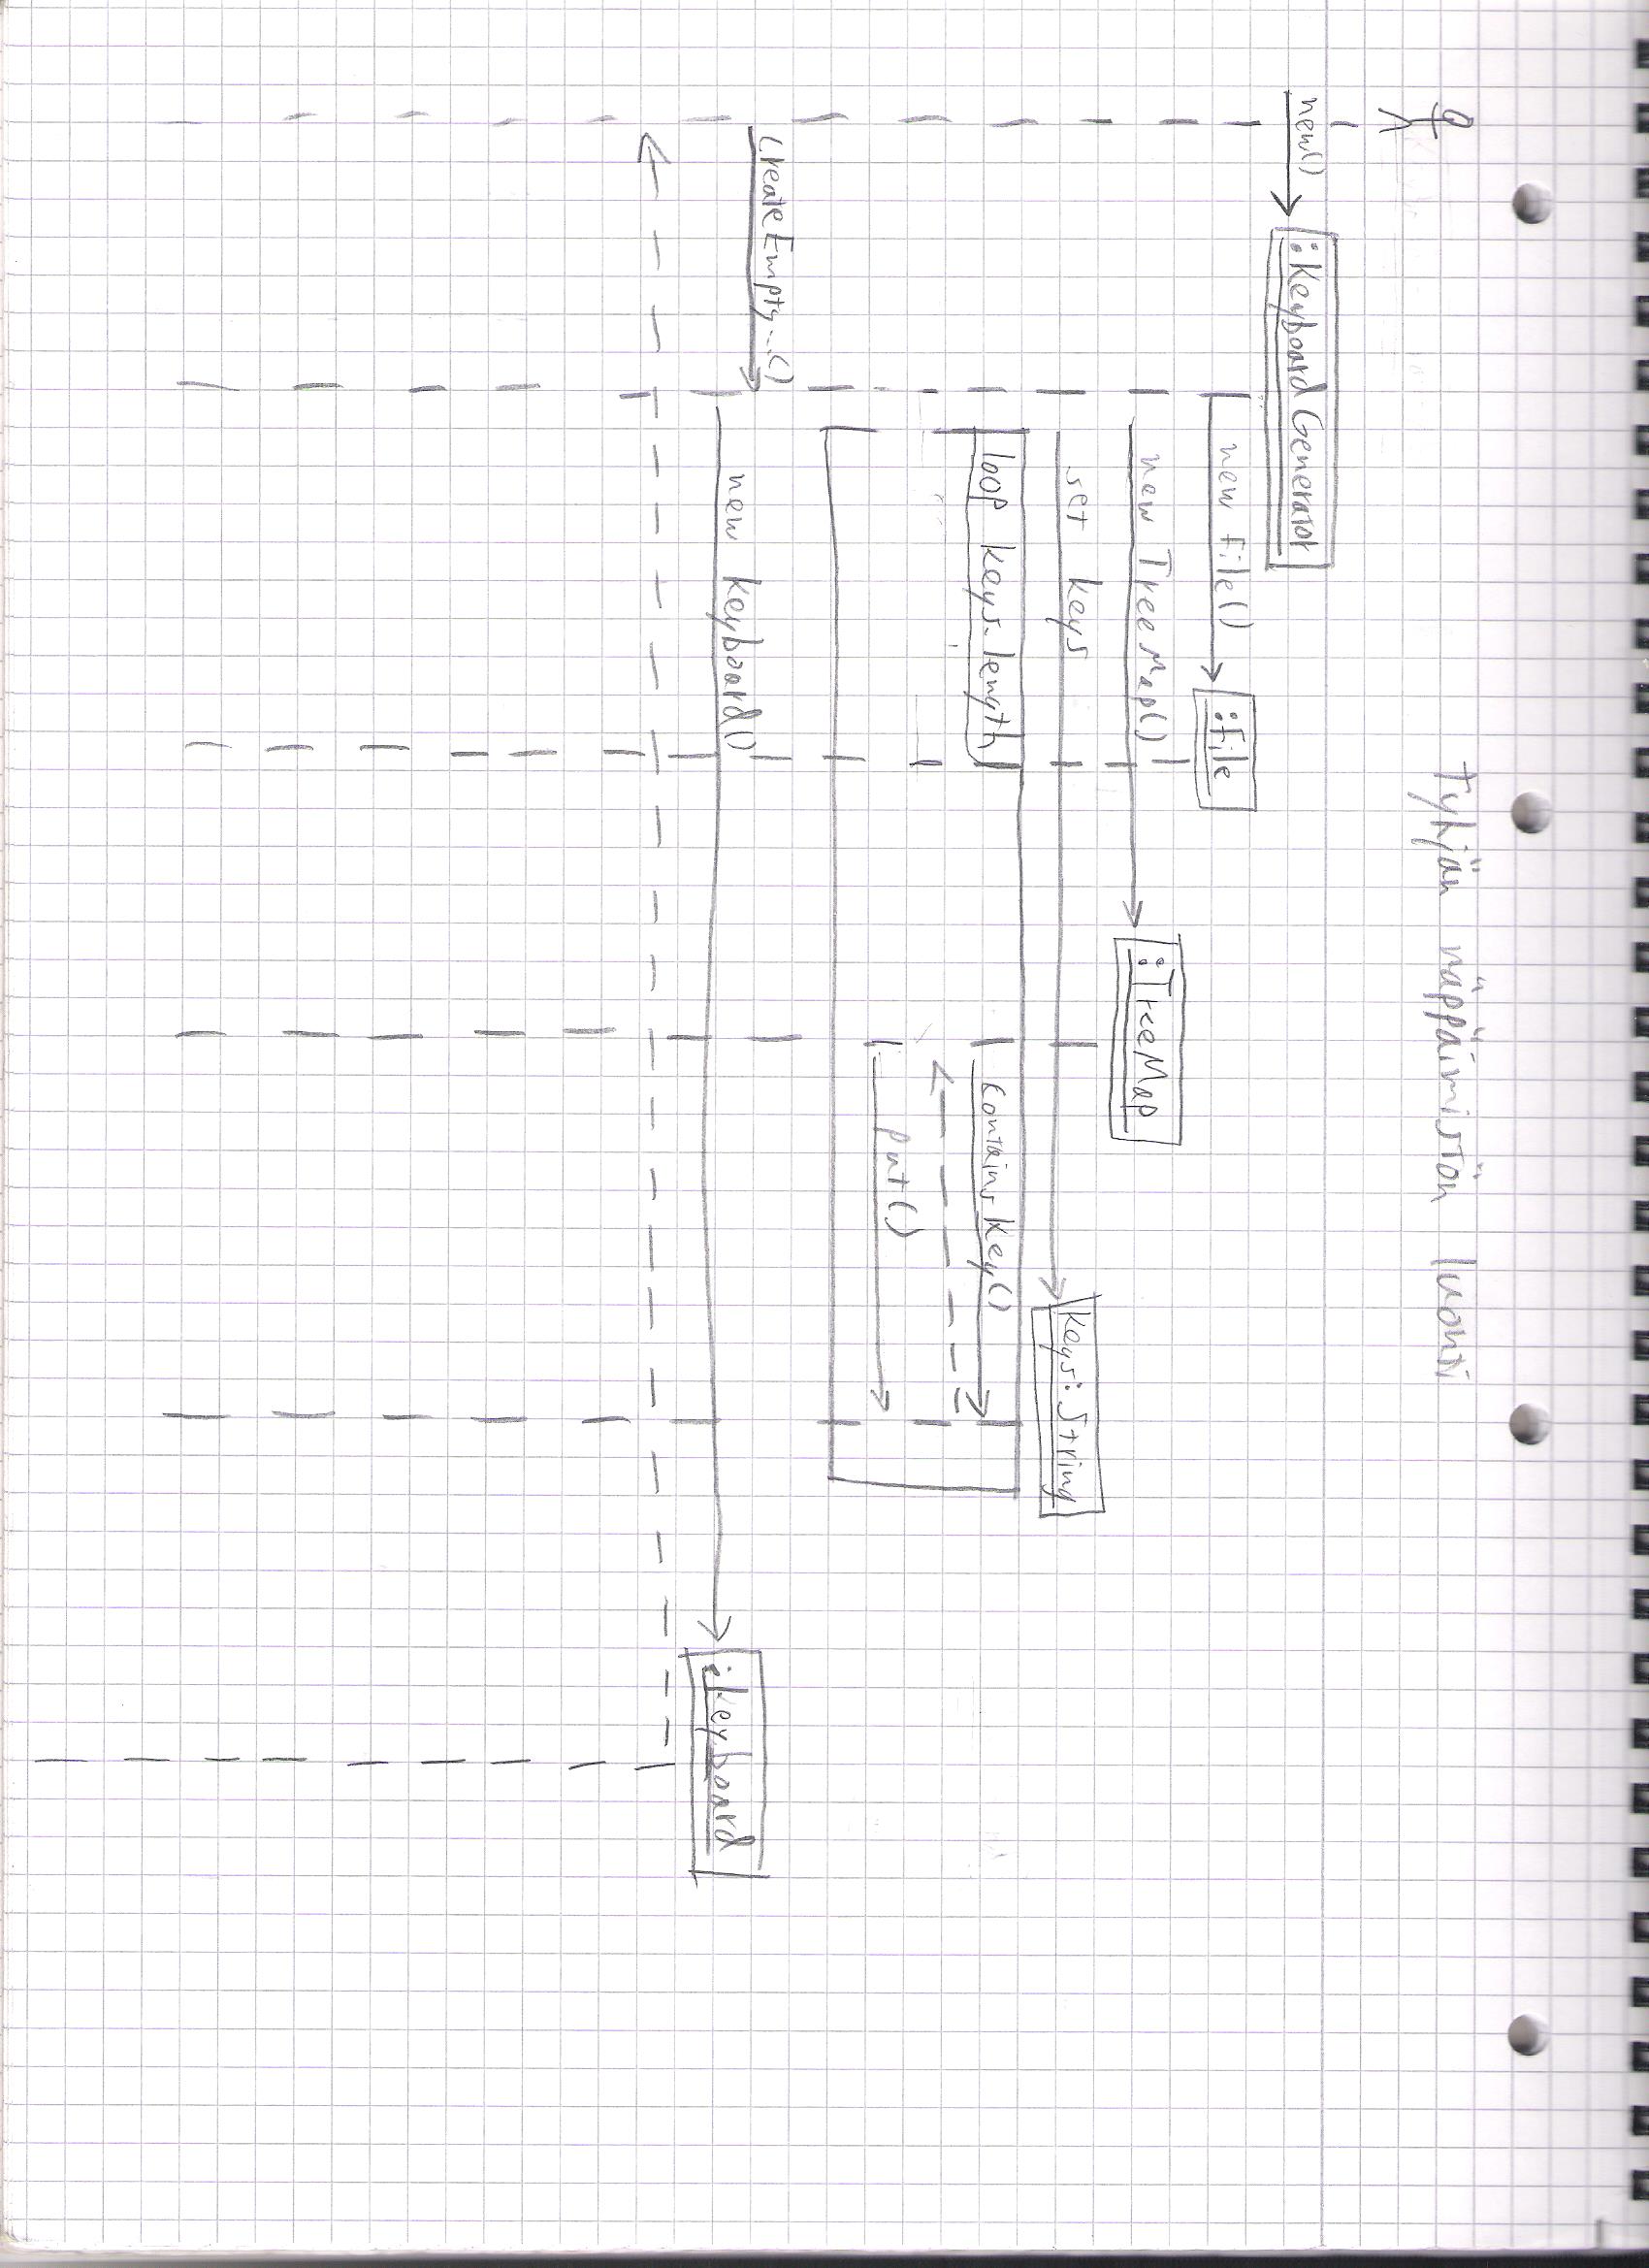 Tyhjän näppäimistön luonti
new()
:KeyboardGenerator
new File()
:File
new TreeMap()
:TreeMap
set keys
keys: String
loop keys.length
containsKey()
put()
createEmpty...()
new Keyboard()
:Keyboard